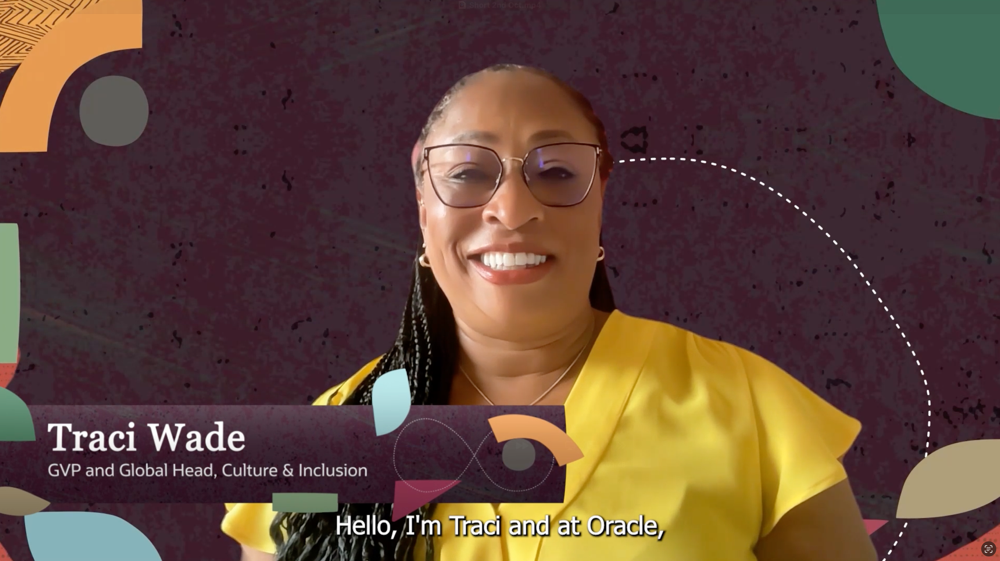 Traci Wade
GVP and Global Head, Culture & Inclusion
Hello, I'm Traci and at Oracle,